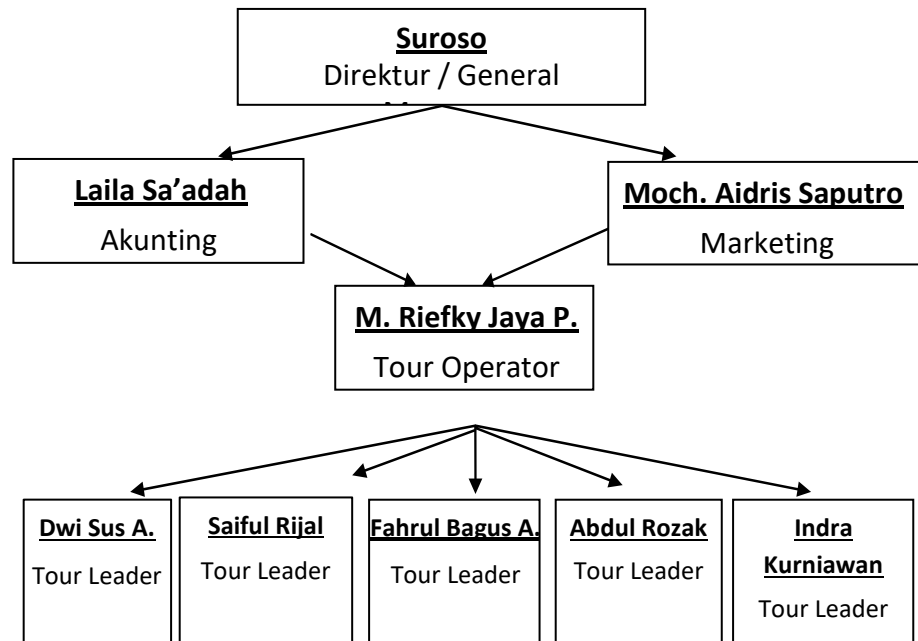 Suroso
Direktur / General
Laila Sa’adah
Akunting
Moch. Aidris Saputro
Marketing
M. Riefky Jaya P.
Tour Operator
Dwi Sus A.
Tour Leader
Saiful Rijal
Tour Leader
Fahrul Bagus A.
Tour Leader
Abdul Rozak
Tour Leader
Indra
Kurniawan
Tour Leader